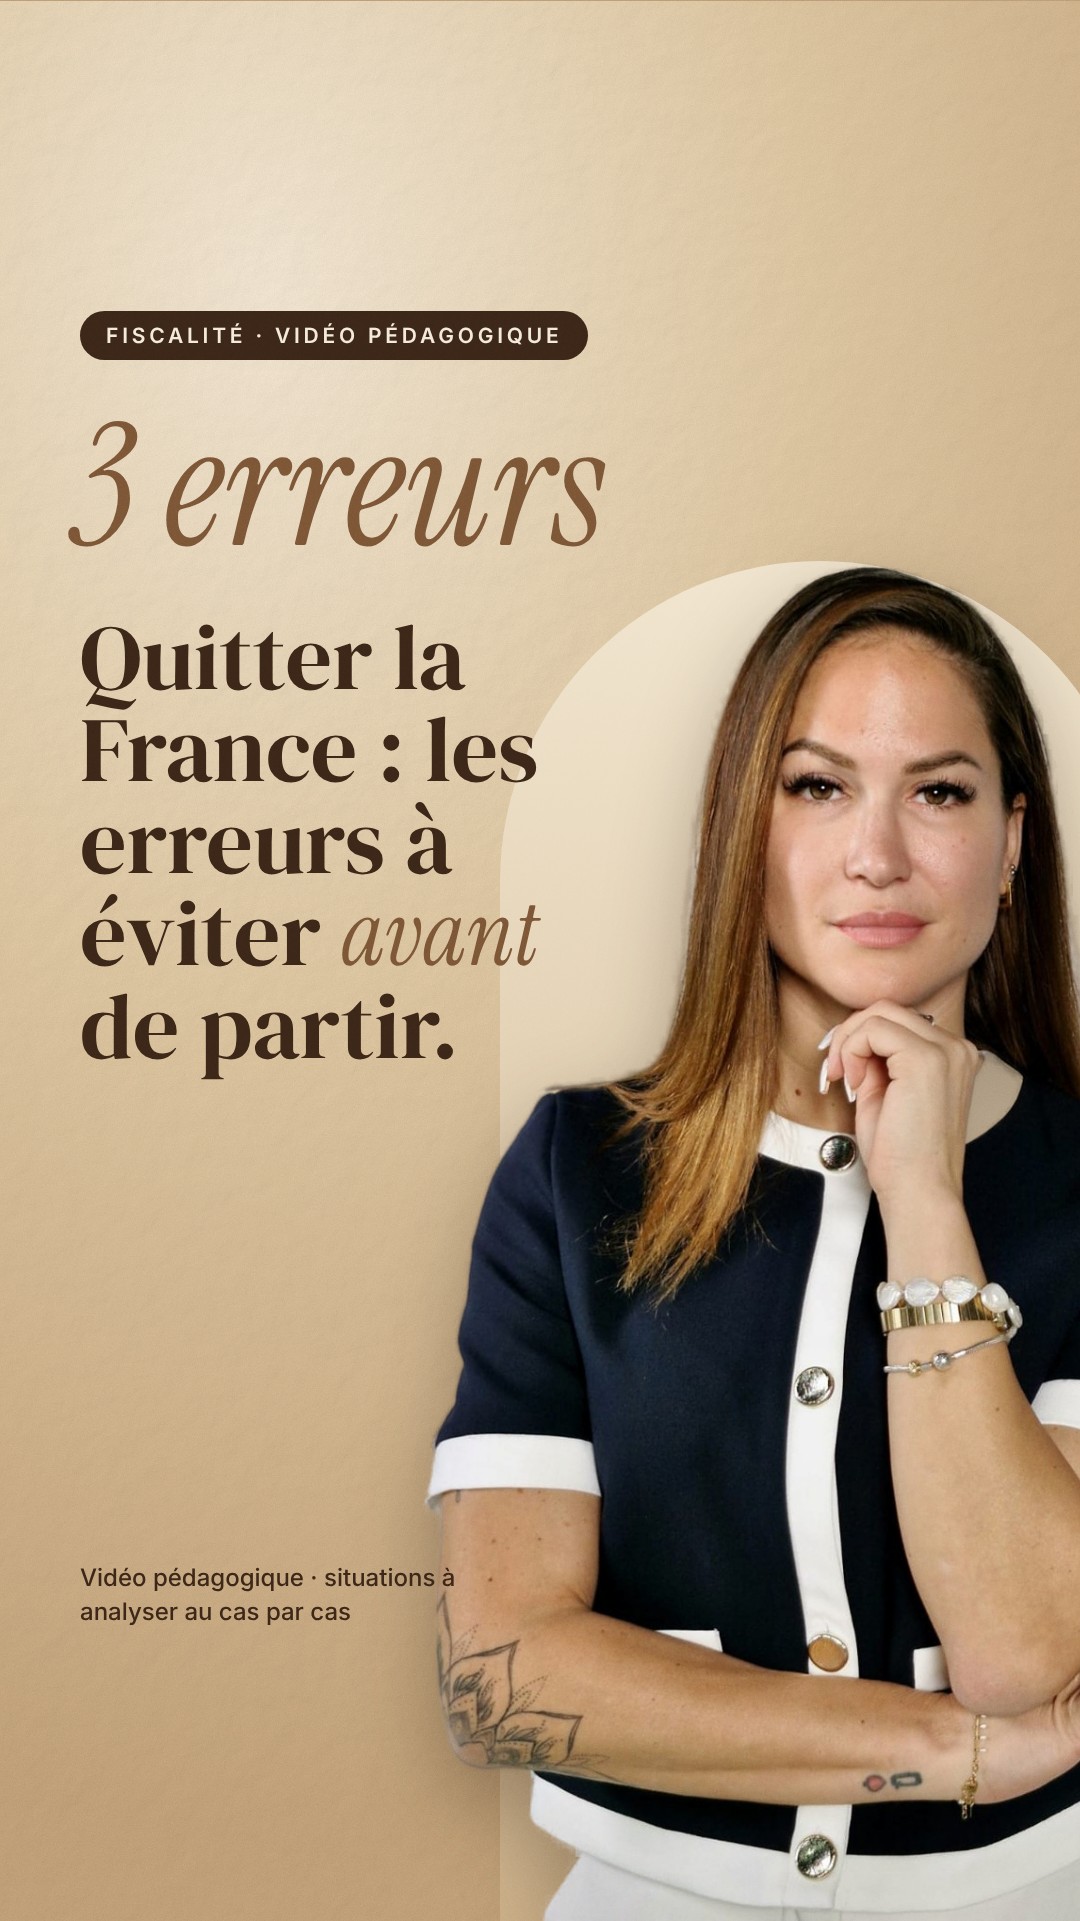 FISCALITÉ · VIDÉO PÉDAGOGIQUE
3 erreurs
Quitter la
France : les
erreurs à
éviter avant
de partir.
Vidéo pédagogique · situations à
analyser au cas par cas